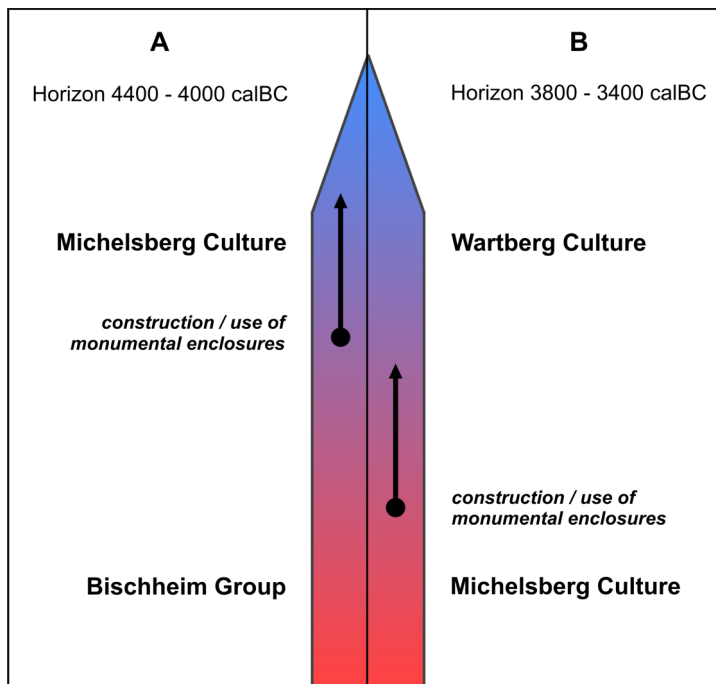 A
Horizon 4400 - 4000 calBC
Michelsberg Culture
construction / use of
monumental enclosures
Bischheim Group
B
Horizon 3800 - 3400 calBC
Wartberg Culture
construction / use of
monumental enclosures
Michelsberg Culture